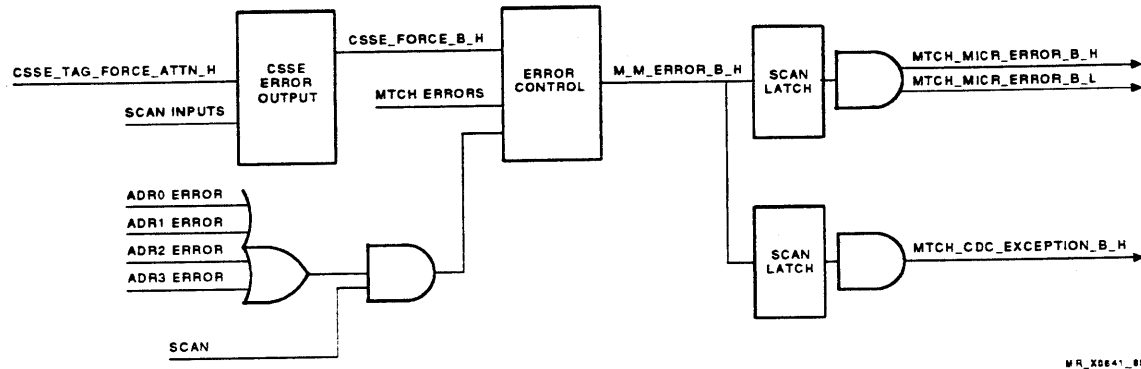 CSSE_FORCE_B_H
CSSE_TAG_FORCE_ATTN_H
CSSE
ERROR
OUTPUT
SCAN INPUTS
MTCH ERRORS
ERROR
CONTROL
M_M_ERROR_B_H
SCAN
LATCH
MTCH_MICR_ERROR_B_H
MTCH_MICR_ERROR_B_L
ADR0 ERROR
ADR1 ERROR
ADR2 ERROR
ADR3 ERROR
SCAN
SCAN
LATCH
MTCH_CDC_EXCEPTION_B_H